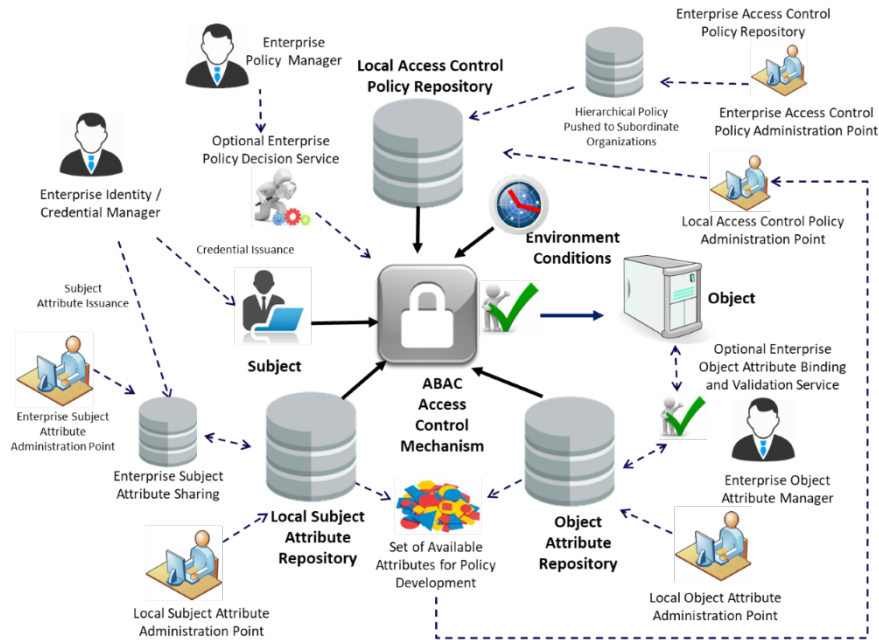 Enterprise
Policy Manager
Local Access Control
Policy Repository
Enterprise Access Control
Policy Repository
Hierarchical Policy
Pushed to Subordinate
Organizations
Enterprise Access Control
Policy Administration Point
Optional Enterprise
Policy Decision Service
Enterprise Identity /
Credential Manager
Local Access Control Policy
Administration Point
Credential Issuance
Environment
Conditions
Subject
Attribute Issuance
Object
Subject
Optional Enterprise
Object Attribute Binding
and Validation Service
ABAC
Access
Control
Mechanism
Enterprise Subject
Attribute
Administration Point
Enterprise Subject
Attribute Sharing
Enterprise Object
Attribute Manager
Local Subject
Attribute
Repository
Set of Available
Attributes for Policy
Development
Object
Attribute
Repository
Local Subject Attribute
Administration Point
Local Object Attribute
Administration Point